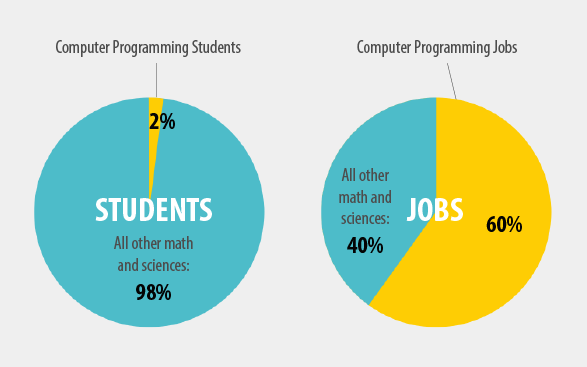 Computer Programming Students
2%
STUDENTS
All other math
and sciences:
98%
Computer Programming Jobs
All other
math and
sciences:
40%
JOBS
60%